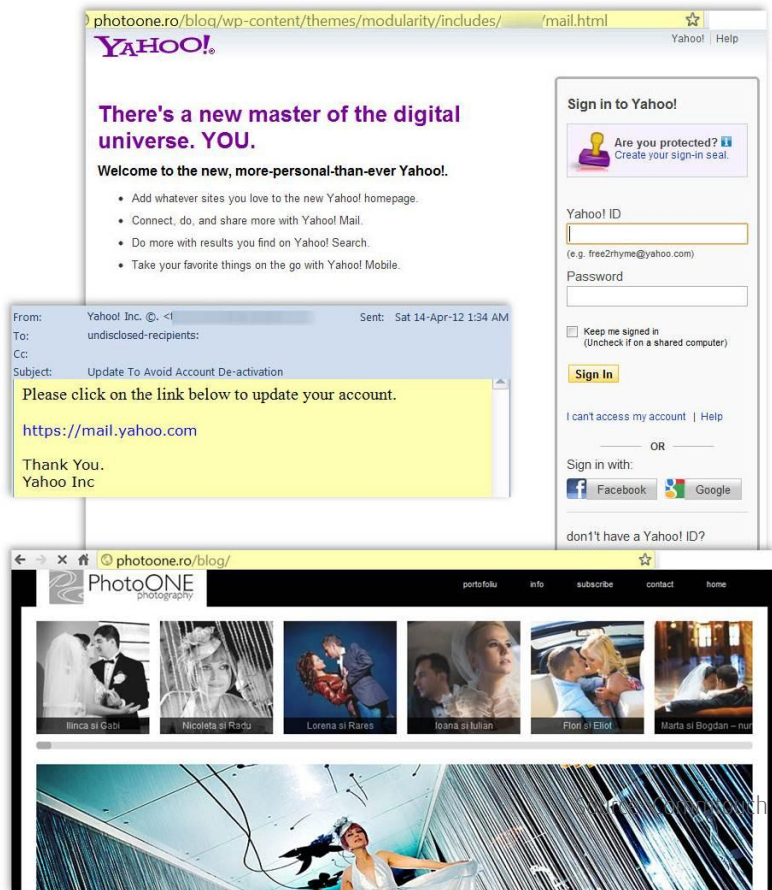 photoone.ro/blog/wp-content/themes/modularity/includes/ /mail.html
YAHOO!®
Yahoo! | Help
There's a new master of the digital
universe. YOU.
Welcome to the new, more-personal-than-ever Yahoo!.
• Add whatever sites you love to the new Yahoo! homepage.
• Connect, do, and share more with Yahoo! Mail.
• Do more with results you find on Yahoo! Search.
• Take your favorite things on the go with Yahoo! Mobile.
Sign in to Yahoo!
Are you protected?
Create your sign-in seal.
Yahoo! ID
(e.g. free2rhyme@yahoo.com)
Password
Keep me signed in
(Uncheck if on a shared computer)
Sign In
I can't access my account | Help
OR
Sign in with:
Facebook Google
don1't have a Yahoo! ID?
From: Yahoo! Inc. ©. < Sent: Sat 14-Apr-12 1:34 AM
To: undisclosed-recipients:
Cc:
Subject: Update To Avoid Account De-activation
Please click on the link below to update your account.
https://mail.yahoo.com
Thank You.
Yahoo Inc
photoone.ro/blog/
PhotoONE
photography
portofoliu info subscribe contact home
Ilinca si Gabi
Nicoleta si Radu
Lorena si Rares
Ioana si Iulian
Flori si Eliot
Marta si Bogdan – nun
Source: Commtouch